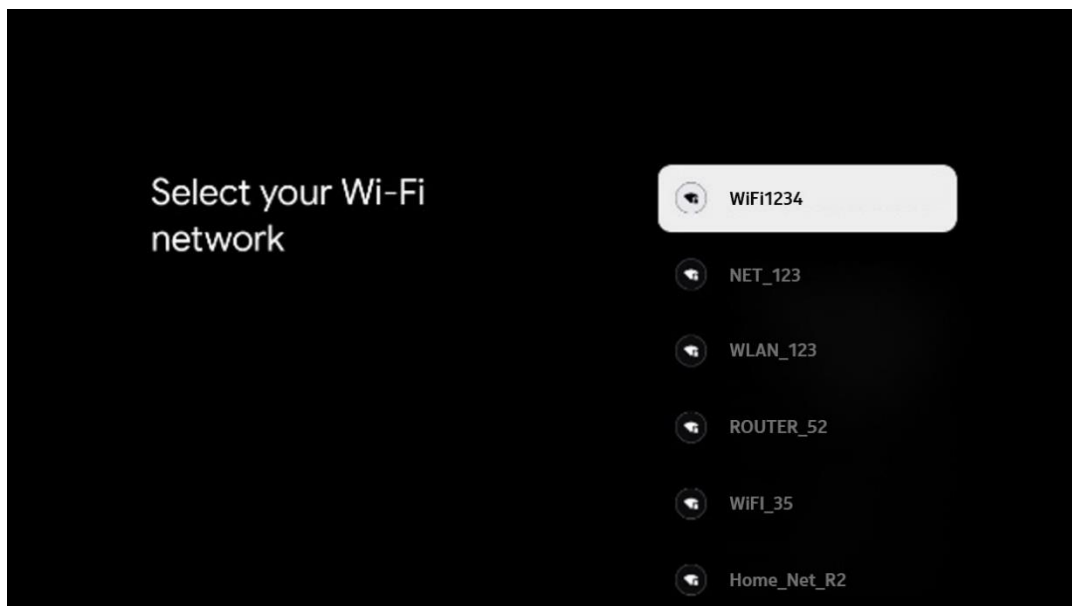 Select your Wi-Fi
network
WiFi1234
NET_123
WLAN_123
ROUTER_52
WiFI_35
Home_Net_R2